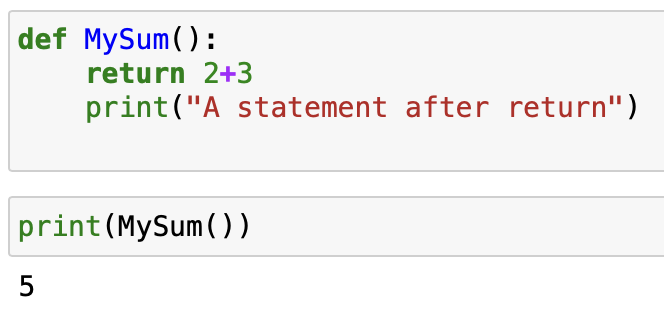 def MySum():
    return 2+3
    print("A statement after return")
print(MySum())
5